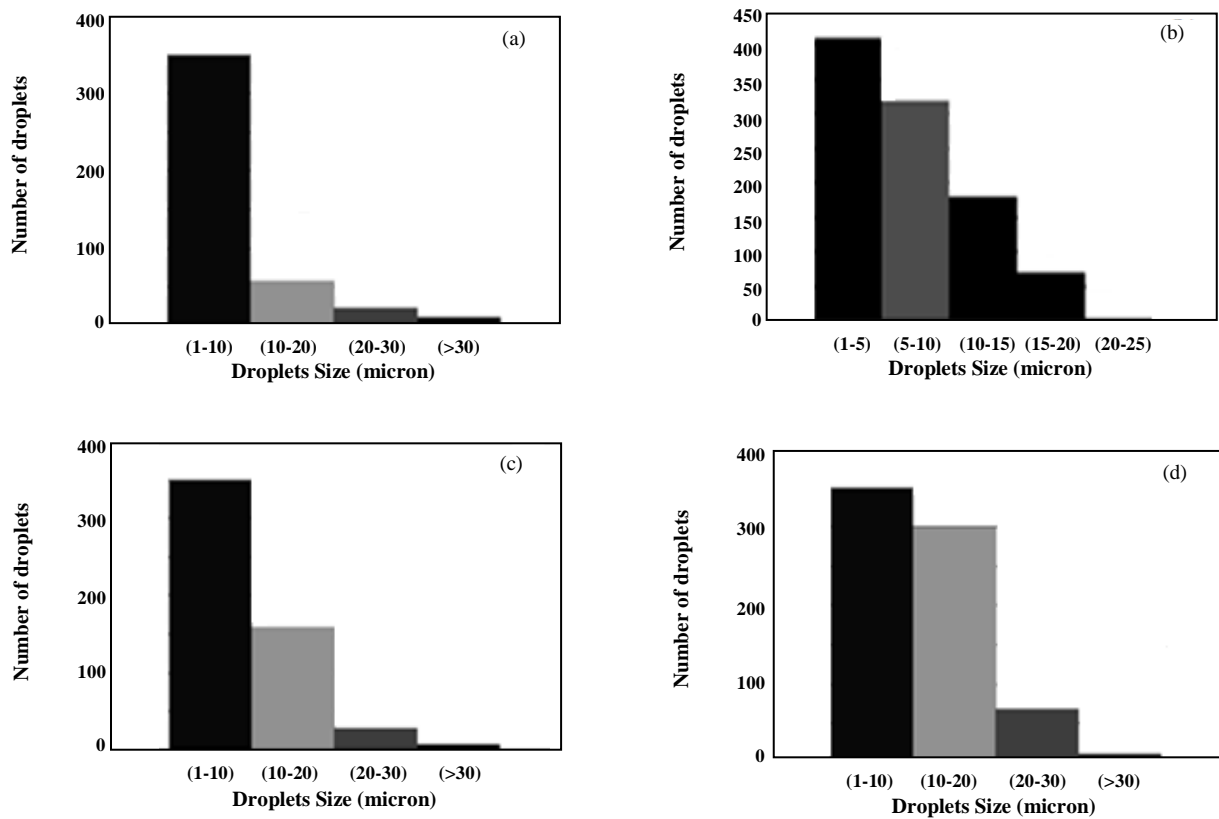 (a)
Number of droplets
400
300
200
100
0
(1-10) (10-20) (20-30) (>30)
Droplets Size (micron)
(b)
Number of droplets
450
400
350
300
250
200
150
100
50
0
(1-5) (5-10) (10-15) (15-20) (20-25)
Droplets Size (micron)
(c)
Number of droplets
400
300
200
100
0
(1-10) (10-20) (20-30) (>30)
Droplets Size (micron)
(d)
Number of droplets
400
300
200
100
0
(1-10) (10-20) (20-30) (>30)
Droplets Size (micron)